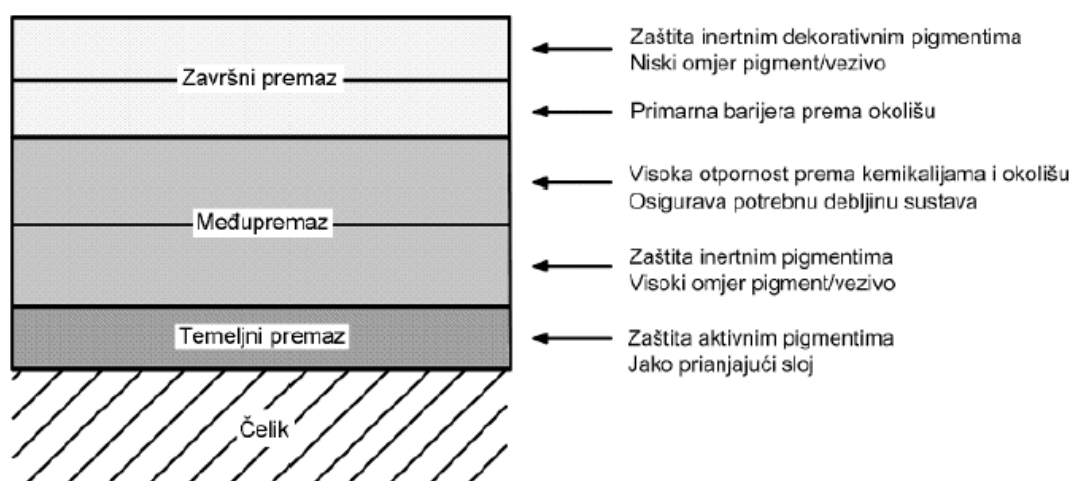 Završni premaz
Međupremaz
Temeljni premaz
Čelik
Zaštita inertnim dekorativnim pigmentima
Niski omjer pigment/vezivo
Primarna barijera prema okolišu
Visoka otpornost prema kemikalijama i okolišu
Osigurava potrebnu debljinu sustava
Zaštita inertnim pigmentima
Visoki omjer pigment/vezivo
Zaštita aktivnim pigmentima
Jako prianjajući sloj